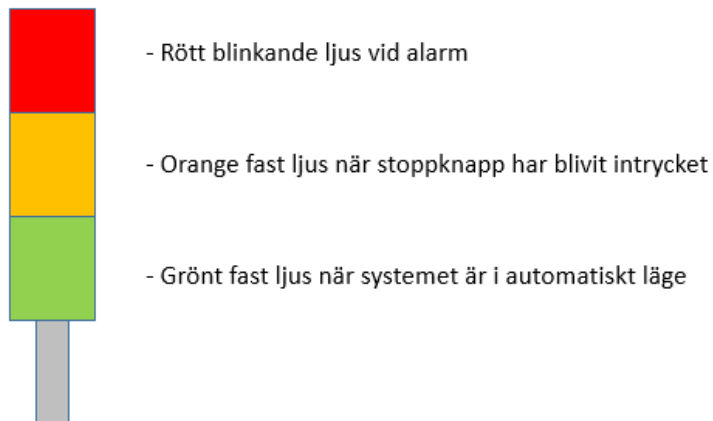 - Rött blinkande ljus vid alarm
- Orange fast ljus när stoppknapp har blivit intrycket
- Grönt fast ljus när systemet är i automatiskt läge